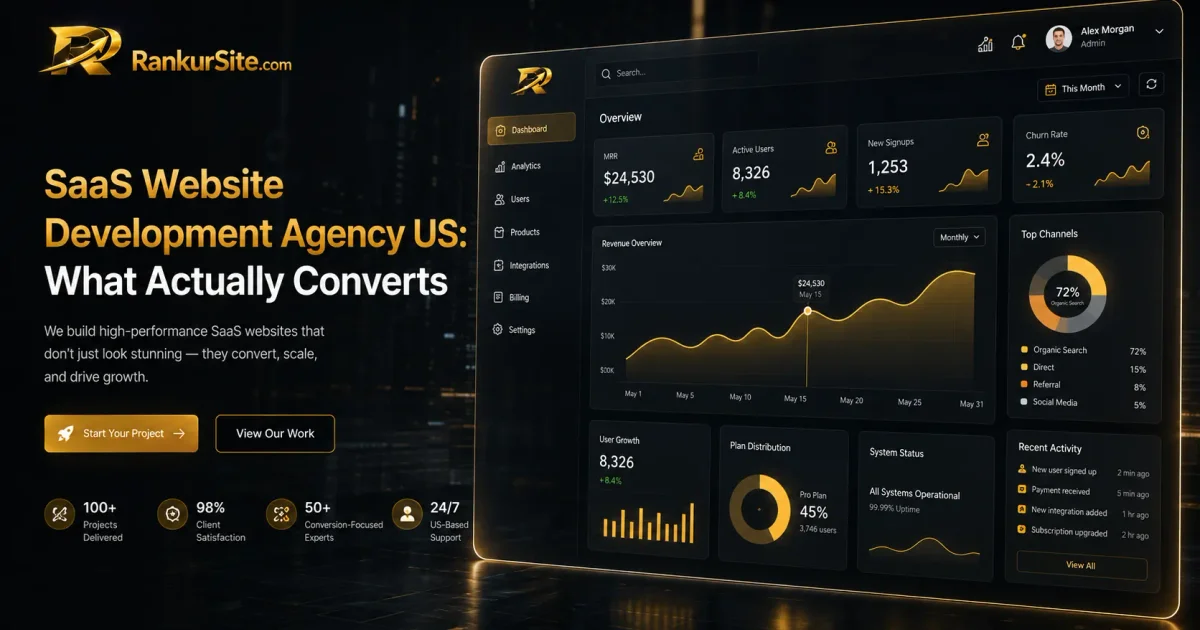 RankurSite.com
SaaS Website
Development Agency US:
What Actually Converts
We build high-performance SaaS websites that
don't just look stunning — they convert, scale,
and drive growth.
Start Your Project →
View Our Work
100+
Projects
Delivered
98%
Client
Satisfaction
50+
Conversion-Focused
Experts
24/7
US-Based
Support
Search...
Alex Morgan
Admin
Dashboard
Analytics
Users
Products
Integrations
Billing
Settings
Overview
This Month
MRR
$24,530
+12.5%
Active Users
8,326
+8.4%
New Signups
1,253
+15.3%
Churn Rate
2.4%
-2.1%
Revenue Overview
Monthly
$30K
$20K
$10K
$00K
$24,530
May 15
May 1
May 5
May 10
May 15
May 20
May 25
May 31
Top Channels
72%
Organic Search
Organic Search 72%
Direct 15%
Referral 8%
Social Media 5%
User Growth
8,326
+8.4%
Plan Distribution
Pro Plan
45%
3,746 users
System Status
All Systems Operational
99.99% Uptime
Recent Activity
New user signed up 2 min ago
Payment received 5 min ago
New integration added 1 hr ago
Subscription upgraded 2 hr ago
View All